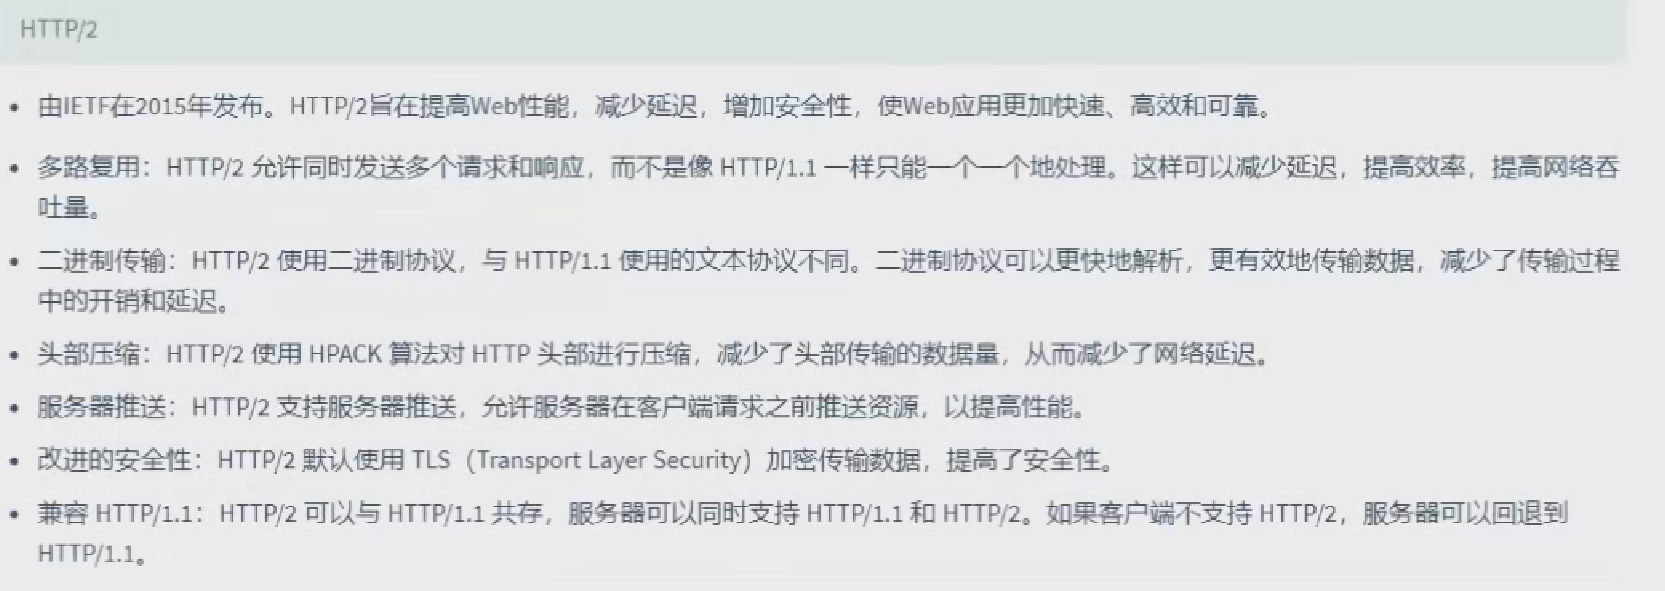 HTTP/2
• 由IETF在2015年发布。HTTP/2旨在提高Web性能，减少延迟，增加安全性，使Web应用更加快速、高效和可靠。
• 多路复用：HTTP/2 允许同时发送多个请求和响应，而不是像 HTTP/1.1 一样只能一个一个地处理。这样可以减少延迟，提高效率，提高网络吞
吐量。
• 二进制传输：HTTP/2 使用二进制协议，与 HTTP/1.1 使用的文本协议不同。二进制协议可以更快地解析，更有效地传输数据，减少了传输过程
中的开销和延迟。
• 头部压缩：HTTP/2 使用 HPACK 算法对 HTTP 头部进行压缩，减少了头部传输的数据量，从而减少了网络延迟。
• 服务器推送：HTTP/2 支持服务器推送，允许服务器在客户端请求之前推送资源，以提高性能。
• 改进的安全性：HTTP/2 默认使用 TLS（Transport Layer Security）加密传输数据，提高了安全性。
• 兼容 HTTP/1.1：HTTP/2 可以与 HTTP/1.1 共存，服务器可以同时支持 HTTP/1.1 和 HTTP/2。如果客户端不支持 HTTP/2，服务器可以回退到
HTTP/1.1。